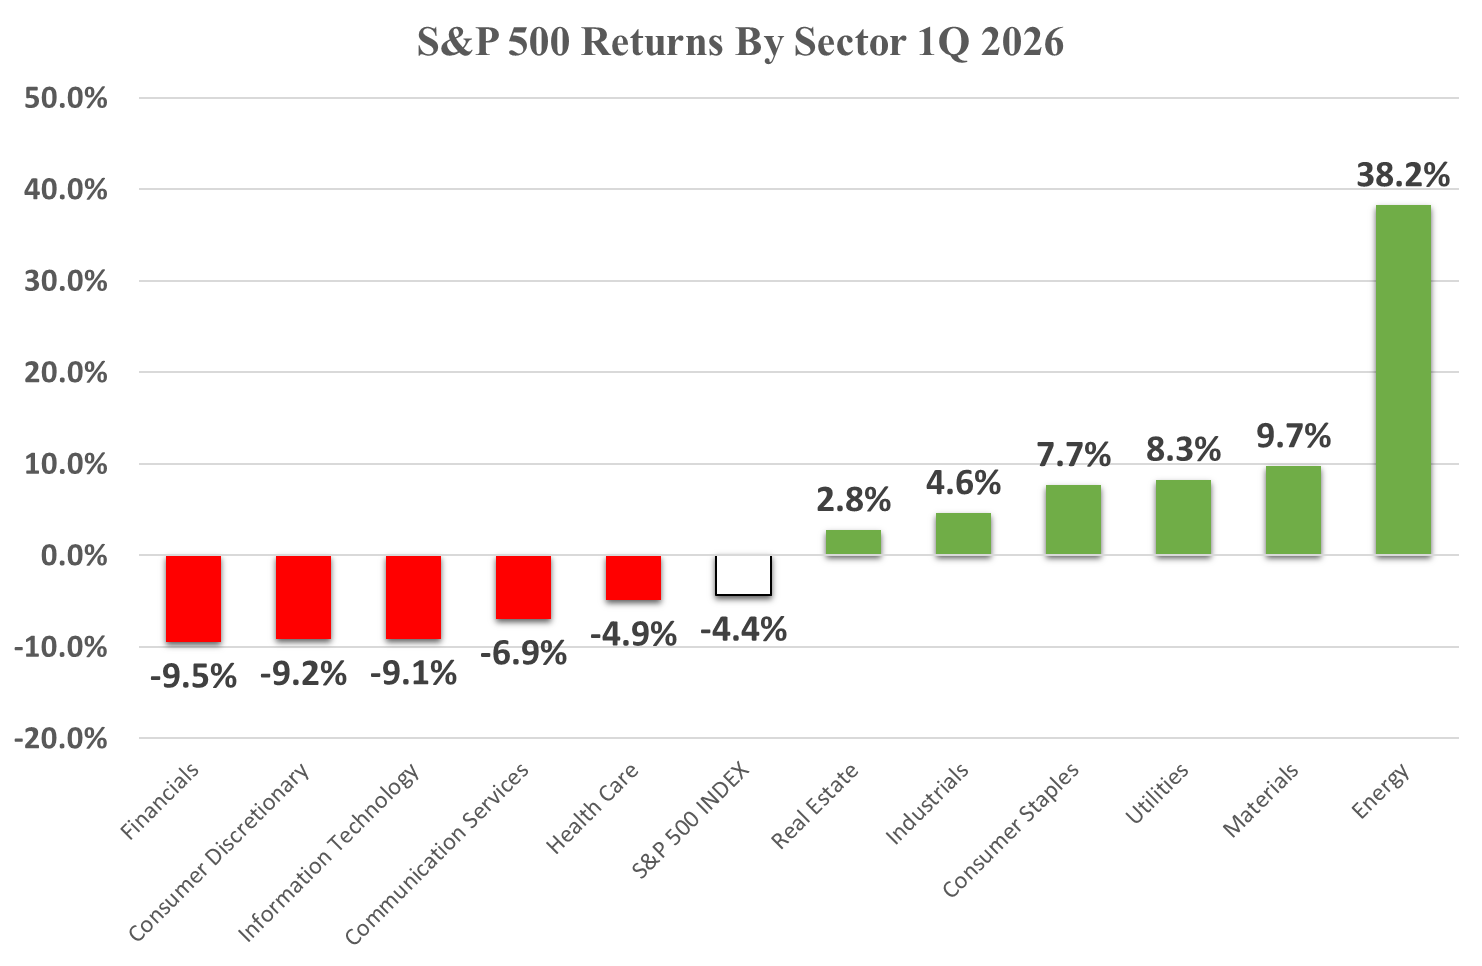 S&P 500 Returns By Sector 1Q 2026
50.0%
40.0%
30.0%
20.0%
10.0%
0.0%
-10.0%
-20.0%
-9.5%
-9.2%
-9.1%
-6.9%
-4.9%
-4.4%
2.8%
4.6%
7.7%
8.3%
9.7%
38.2%
Financials
Consumer Discretionary
Information Technology
Communication Services
Health Care
S&P 500 INDEX
Real Estate
Industrials
Consumer Staples
Utilities
Materials
Energy